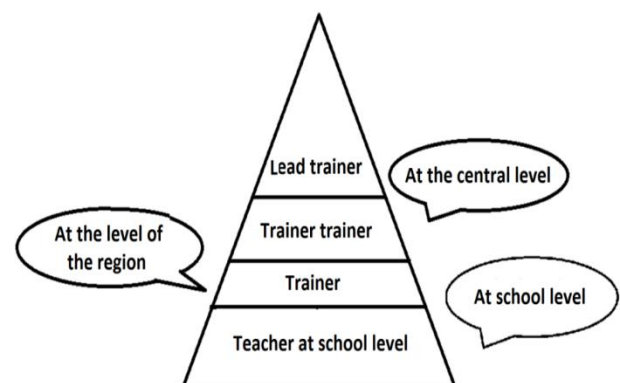 Lead trainer
At the central level
Trainer trainer
At the level of
the region
Trainer
At school level
Teacher at school level